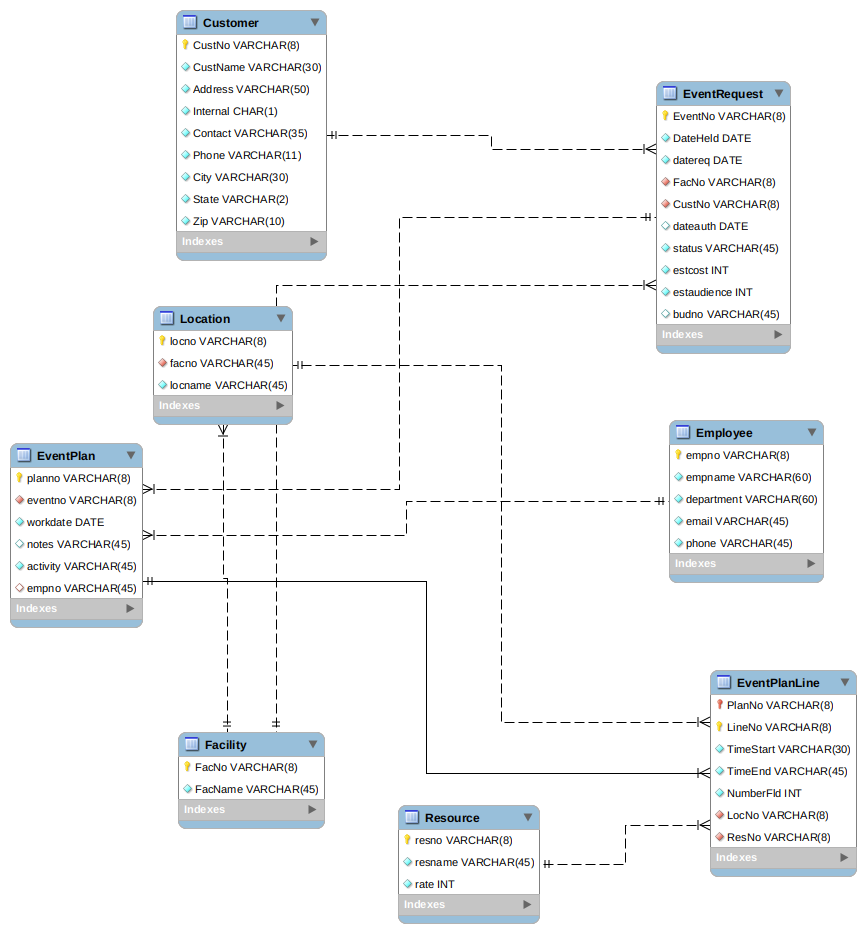 Customer
CustNo VARCHAR(8)
CustName VARCHAR(30)
Address VARCHAR(50)
Internal CHAR(1)
Contact VARCHAR(35)
Phone VARCHAR(11)
City VARCHAR(30)
State VARCHAR(2)
Zip VARCHAR(10)
Indexes
EventRequest
EventNo VARCHAR(8)
DateHeld DATE
datereq DATE
FacNo VARCHAR(8)
CustNo VARCHAR(8)
dateauth DATE
status VARCHAR(45)
estcost INT
estaudience INT
budno VARCHAR(45)
Indexes
Location
locno VARCHAR(8)
facno VARCHAR(45)
locname VARCHAR(45)
Indexes
EventPlan
planno VARCHAR(8)
eventno VARCHAR(8)
workdate DATE
notes VARCHAR(45)
activity VARCHAR(45)
empno VARCHAR(45)
Indexes
Employee
empno VARCHAR(8)
empname VARCHAR(60)
department VARCHAR(60)
email VARCHAR(45)
phone VARCHAR(45)
Indexes
Facility
FacNo VARCHAR(8)
FacName VARCHAR(45)
Indexes
EventPlanLine
PlanNo VARCHAR(8)
LineNo VARCHAR(8)
TimeStart VARCHAR(30)
TimeEnd VARCHAR(45)
NumberFld INT
LocNo VARCHAR(8)
ResNo VARCHAR(8)
Indexes
Resource
resno VARCHAR(8)
resname VARCHAR(45)
rate INT
Indexes